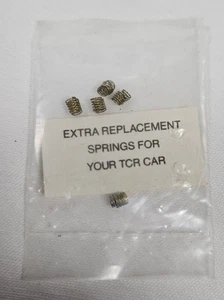 EXTRA REPLACEMENT
SPRINGS FOR
YOUR TCR CAR